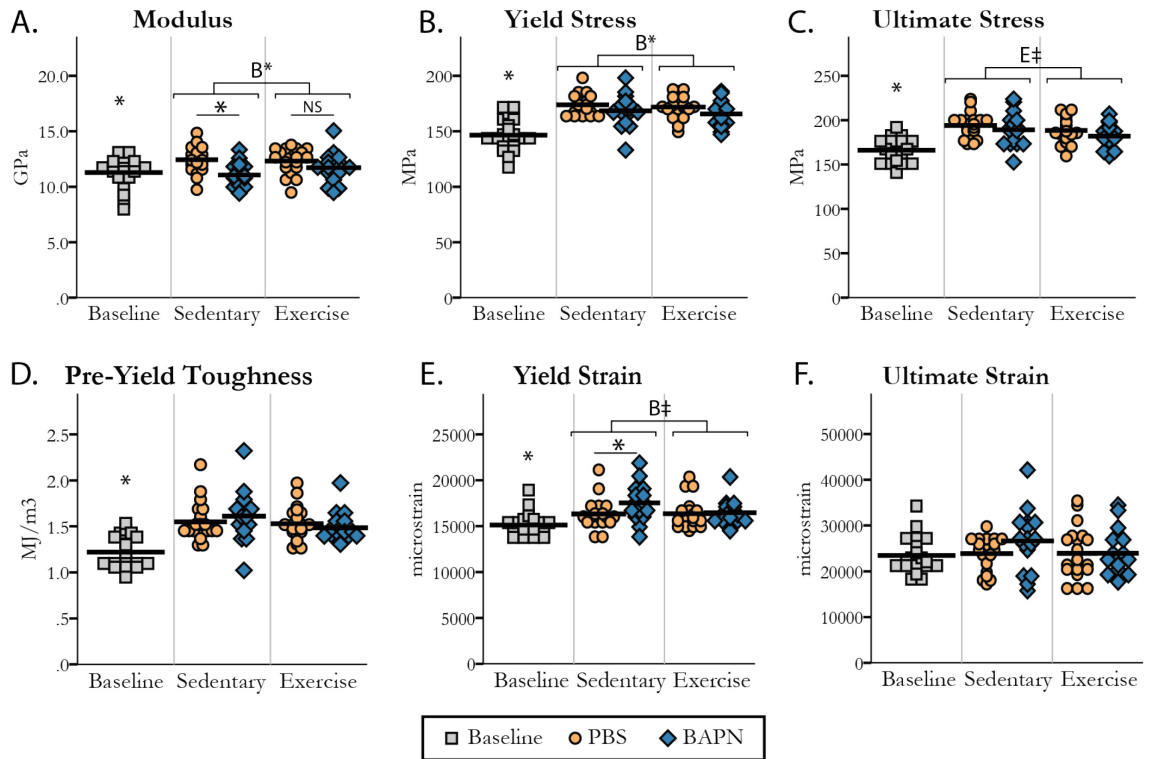 A. Modulus
B*
20.0
*
*
NS
15.0
GPa
10.0
5.0
.0
Baseline Sedentary Exercise
B. Yield Stress
B*
200
*
150
MPa
100
50
0
Baseline Sedentary Exercise
C. Ultimate Stress
E‡
250
*
200
MPa
150
100
50
0
Baseline Sedentary Exercise
D. Pre-Yield Toughness
2.5
*
2.0
MJ/m3
1.5
1.0
.5
.0
Baseline Sedentary Exercise
E. Yield Strain
B‡
25000
*
*
20000
microstrain
15000
10000
5000
0
Baseline Sedentary Exercise
F. Ultimate Strain
50000
40000
microstrain
30000
20000
10000
0
Baseline Sedentary Exercise
Baseline PBS BAPN